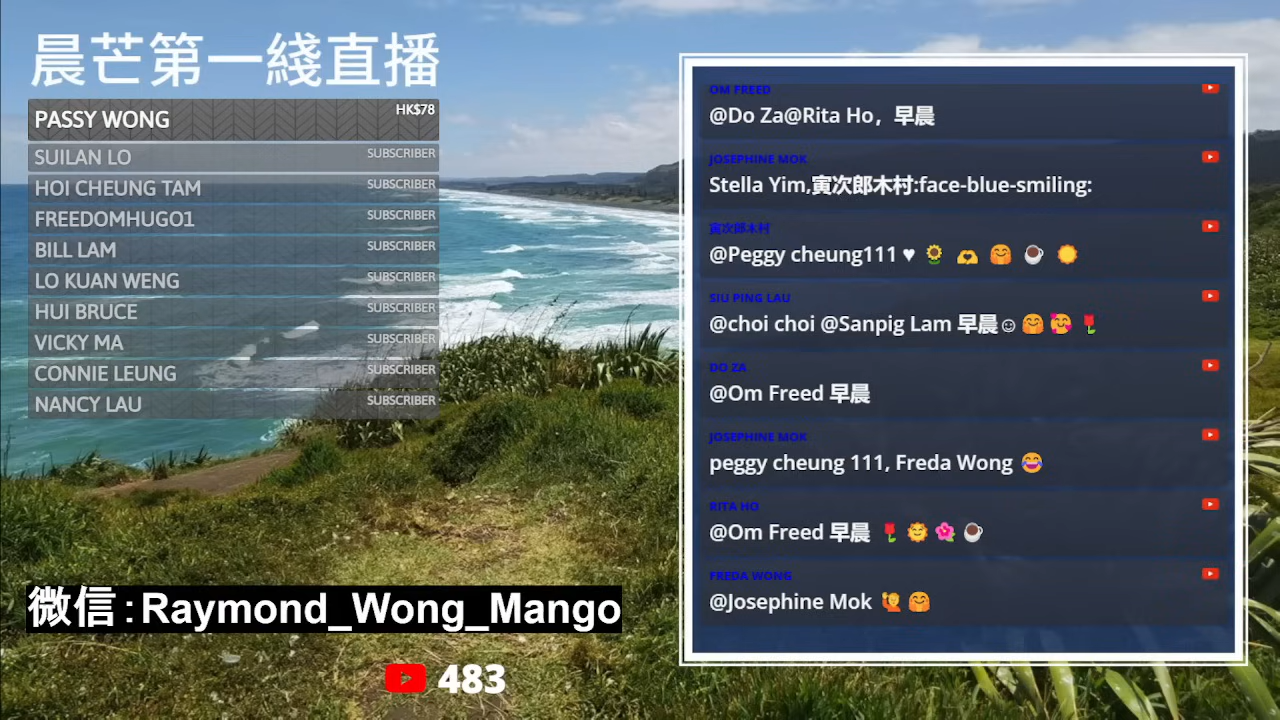 晨芒第一綫直播
PASSY WONG HK$78
SUILAN LO SUBSCRIBER
HOI CHEUNG TAM SUBSCRIBER
FREEDOMHUGO1 SUBSCRIBER
BILL LAM SUBSCRIBER
LO KUAN WENG SUBSCRIBER
HUI BRUCE SUBSCRIBER
VICKY MA SUBSCRIBER
CONNIE LEUNG SUBSCRIBER
NANCY LAU SUBSCRIBER
微信:Raymond_Wong_Mango
483
OM FREED
@Do Za@Rita Ho，早晨
JOSEPHINE MOK
Stella Yim,寅次郎木村:face-blue-smiling:
寅次郎木村
@Peggy cheung111 ♥ 🌻 🫶 🤗 ☕ 🌞
SIU PING LAU
@choi choi @Sanpig Lam 早晨☺🤗🥰🌷
DO ZA
@Om Freed 早晨
JOSEPHINE MOK
peggy cheung 111, Freda Wong 😂
RITA HO
@Om Freed 早晨 🌷🌞🌺☕
FREDA WONG
@Josephine Mok 🙋🤗